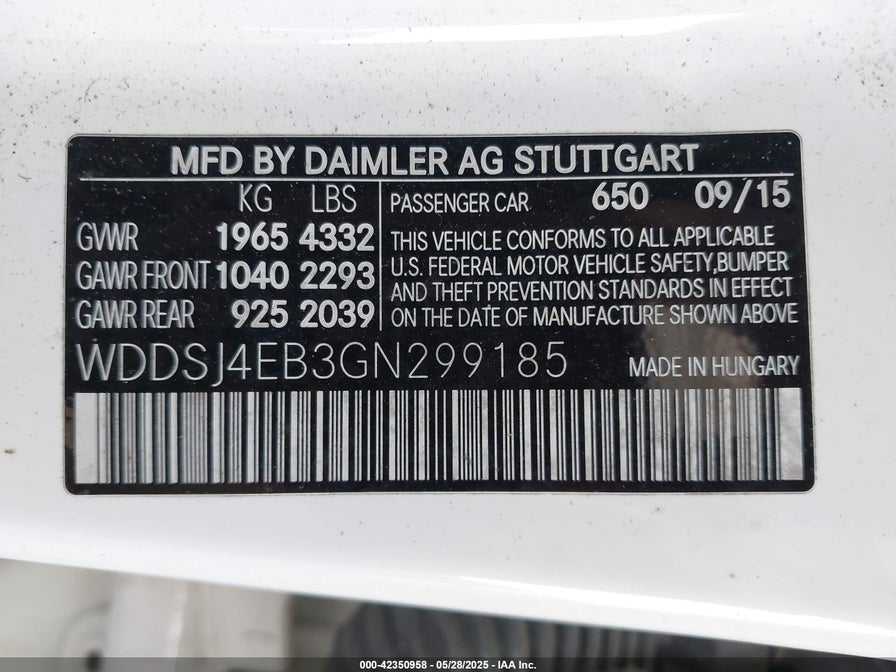 MFD BY DAIMLER AG STUTTGART
KG LBS
GVWR 1965 4332
GAWR FRONT 1040 2293
GAWR REAR 925 2039
PASSENGER CAR 650 09/15
THIS VEHICLE CONFORMS TO ALL APPLICABLE
U.S. FEDERAL MOTOR VEHICLE SAFETY,BUMPER
AND THEFT PREVENTION STANDARDS IN EFFECT
ON THE DATE OF MANUFACTURE SHOWN ABOVE
WDDSJ4EB3GN299185 MADE IN HUNGARY
000-42350958 - 05/28/2025 - IAA Inc.